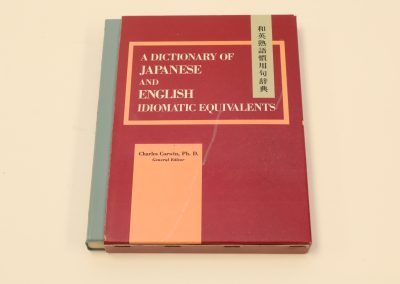 A DICTIONARY OF
JAPANESE
AND
ENGLISH
IDIOMATIC EQUIVALENTS
和英熟語慣用句辞典
Charles Corwin, Ph. D.
General Editor